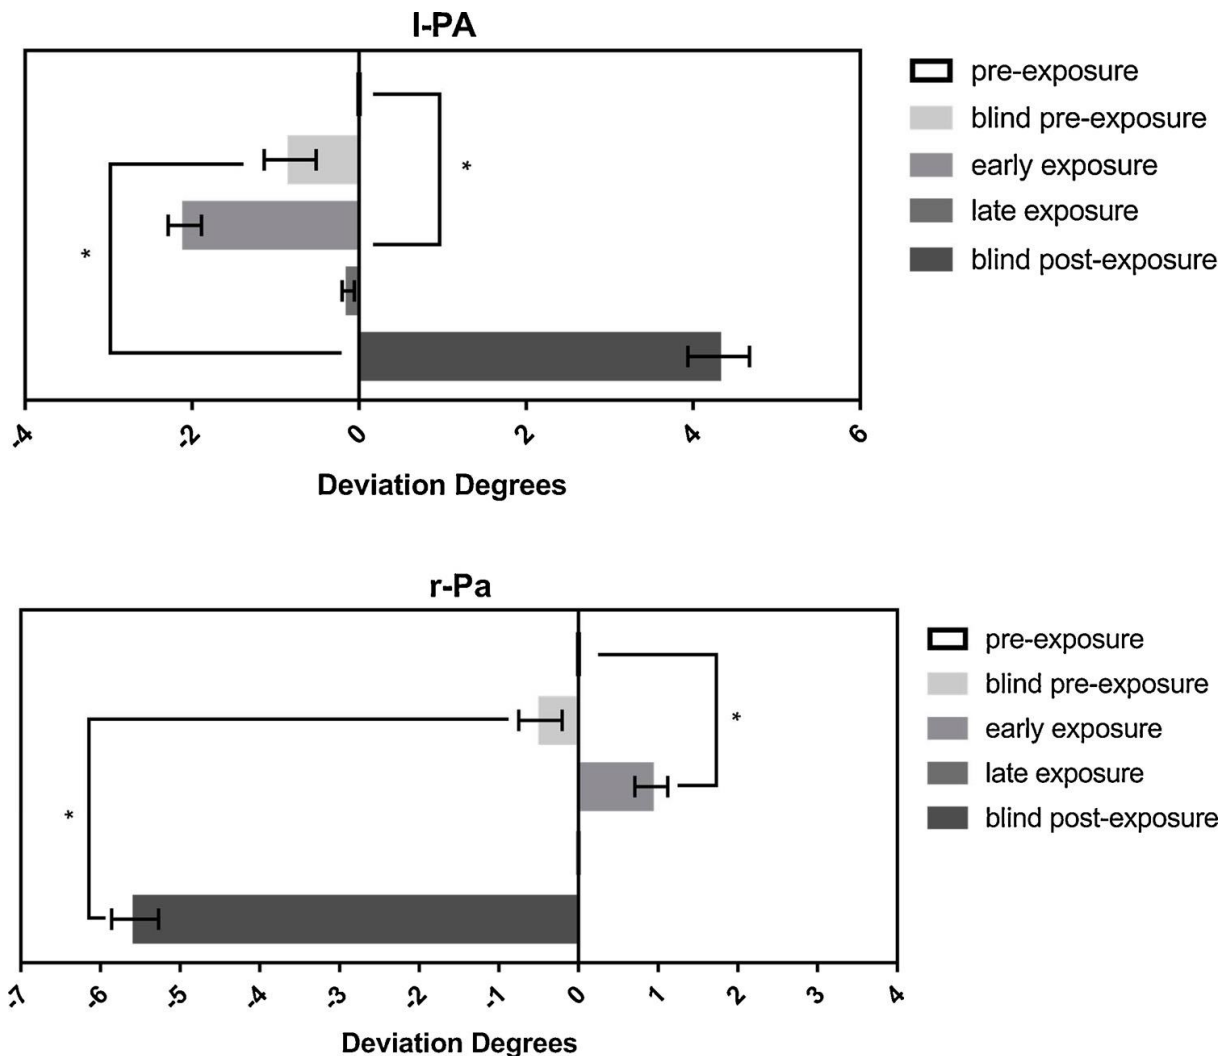 l-PA
pre-exposure
blind pre-exposure
early exposure
late exposure
blind post-exposure
*
*
-4 -2 0 2 4 6
Deviation Degrees
r-Pa
pre-exposure
blind pre-exposure
early exposure
late exposure
blind post-exposure
*
*
-7 -6 -5 -4 -3 -2 -1 0 1 2 3 4
Deviation Degrees